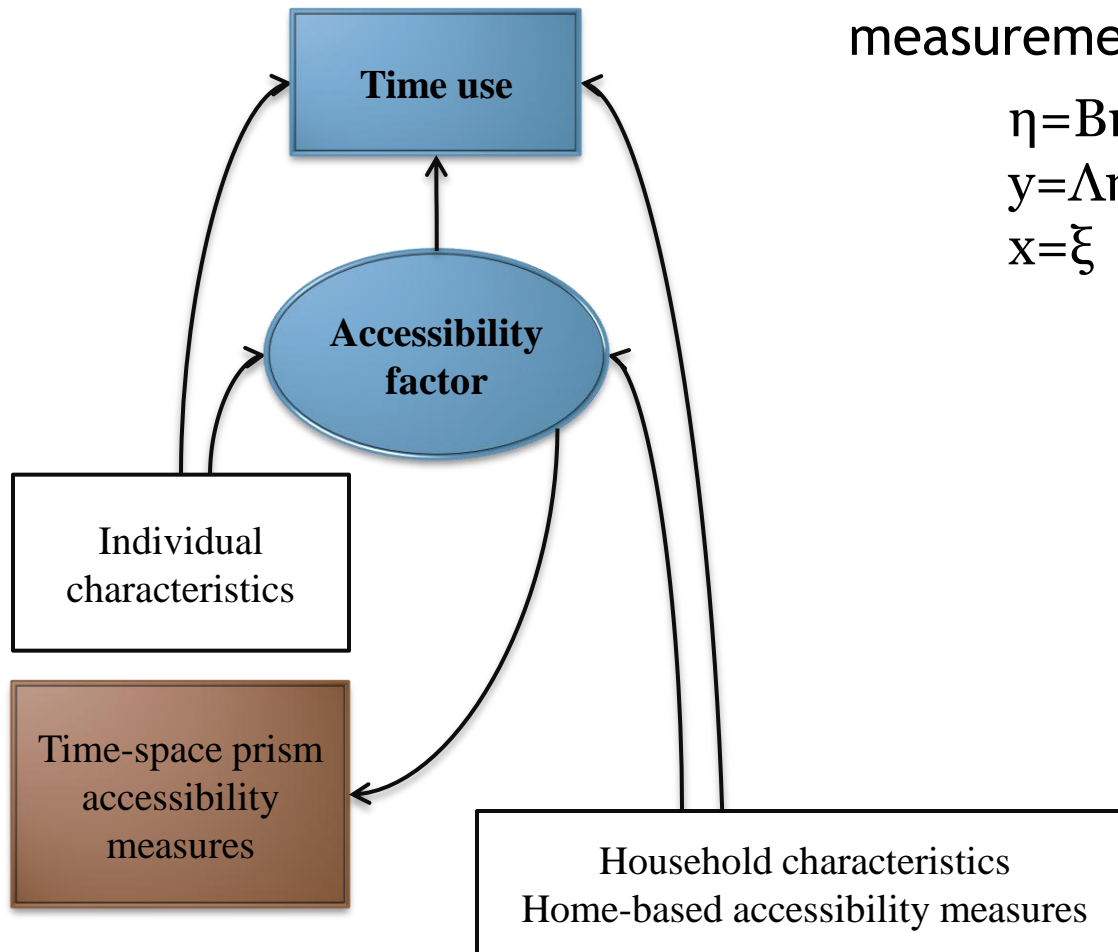 measureme
η=Bη
y=Λη
x=ξ
Time use
Accessibility
factor
Individual
characteristics
Time-space prism
accessibility
measures
Household characteristics
Home-based accessibility measures